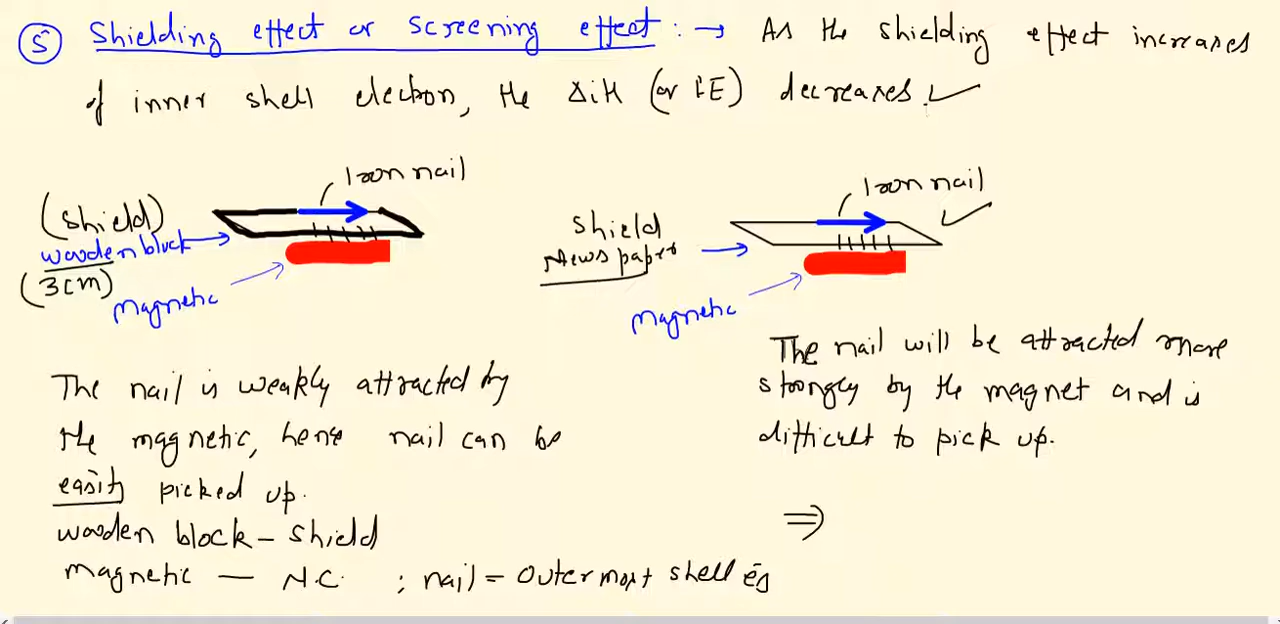 ⑤ Shielding effect or screening effect : → As the shielding effect increases
of inner shell electron, the ΔiH (or IE) decreases.
Iron nail
(Shield)
wooden block
(3cm)
magnetic
Iron nail
Shield
News paper
magnetic
The nail is weakly attracted by
the magnetic, hence nail can be
easily picked up.
wooden block – shield
magnetic — N.C. ; nail = Outermost shell es
The nail will be attracted more
strongly by the magnet and is
difficult to pick up.
⇒